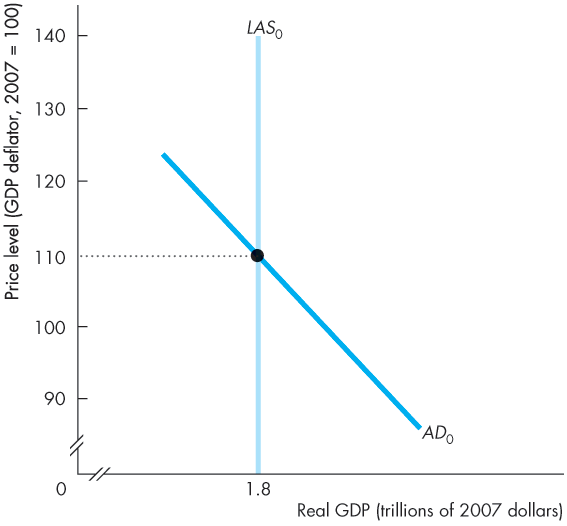 Price level (GDP deflator, 2007 = 100)
LAS0
140
130
120
110
100
90
AD0
0
1.8
Real GDP (trillions of 2007 dollars)